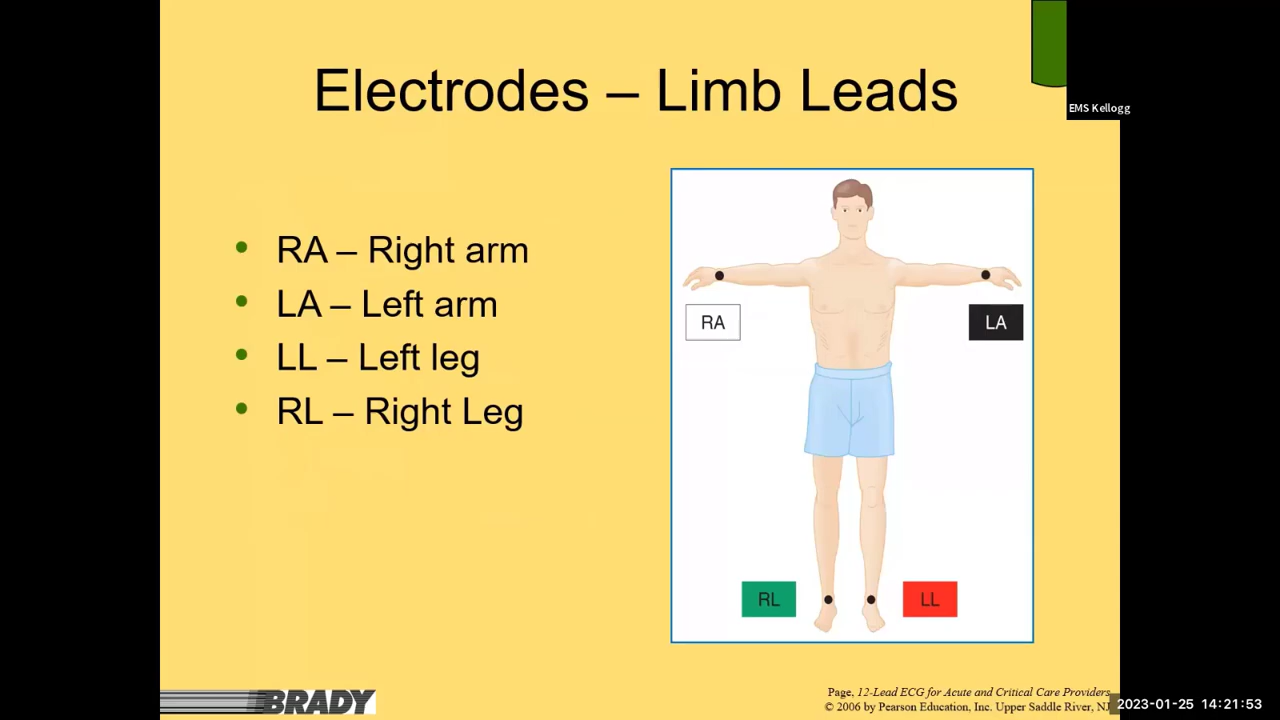 Electrodes – Limb Leads
EMS Kellogg
• RA – Right arm
• LA – Left arm
• LL – Left leg
• RL – Right Leg
RA
LA
RL
LL
BRADY
Page, 12-Lead ECG for Acute and Critical Care Providers
© 2006 by Pearson Education, Inc. Upper Saddle River, NJ
2023-01-25 14:21:53